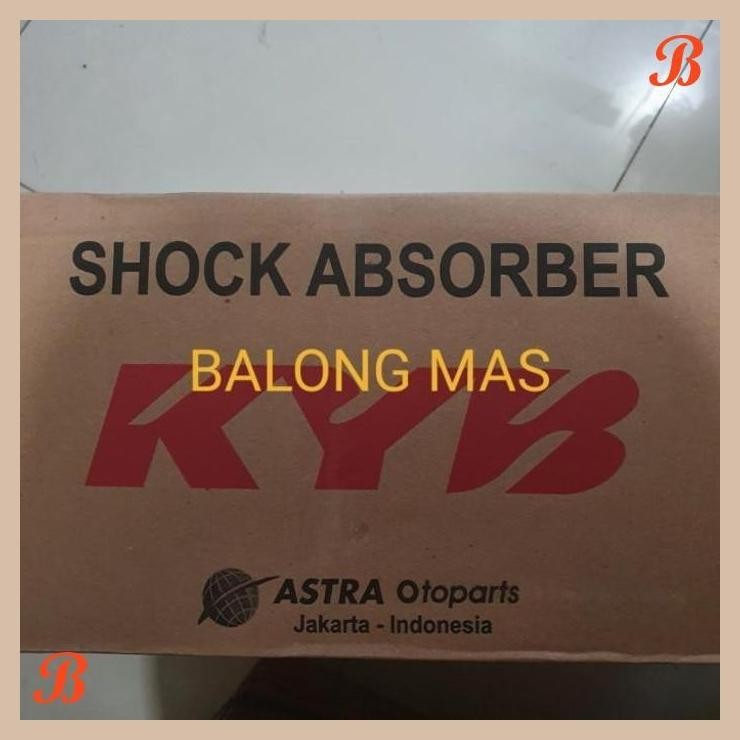 B
SHOCK ABSORBER
BALONG MAS
KYB
ASTRA Otoparts
Jakarta - Indonesia
B